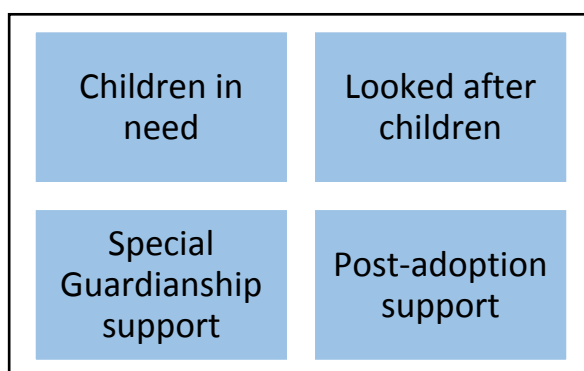 Children in
need
Looked after
children
Special
Guardianship
support
Post-adoption
support